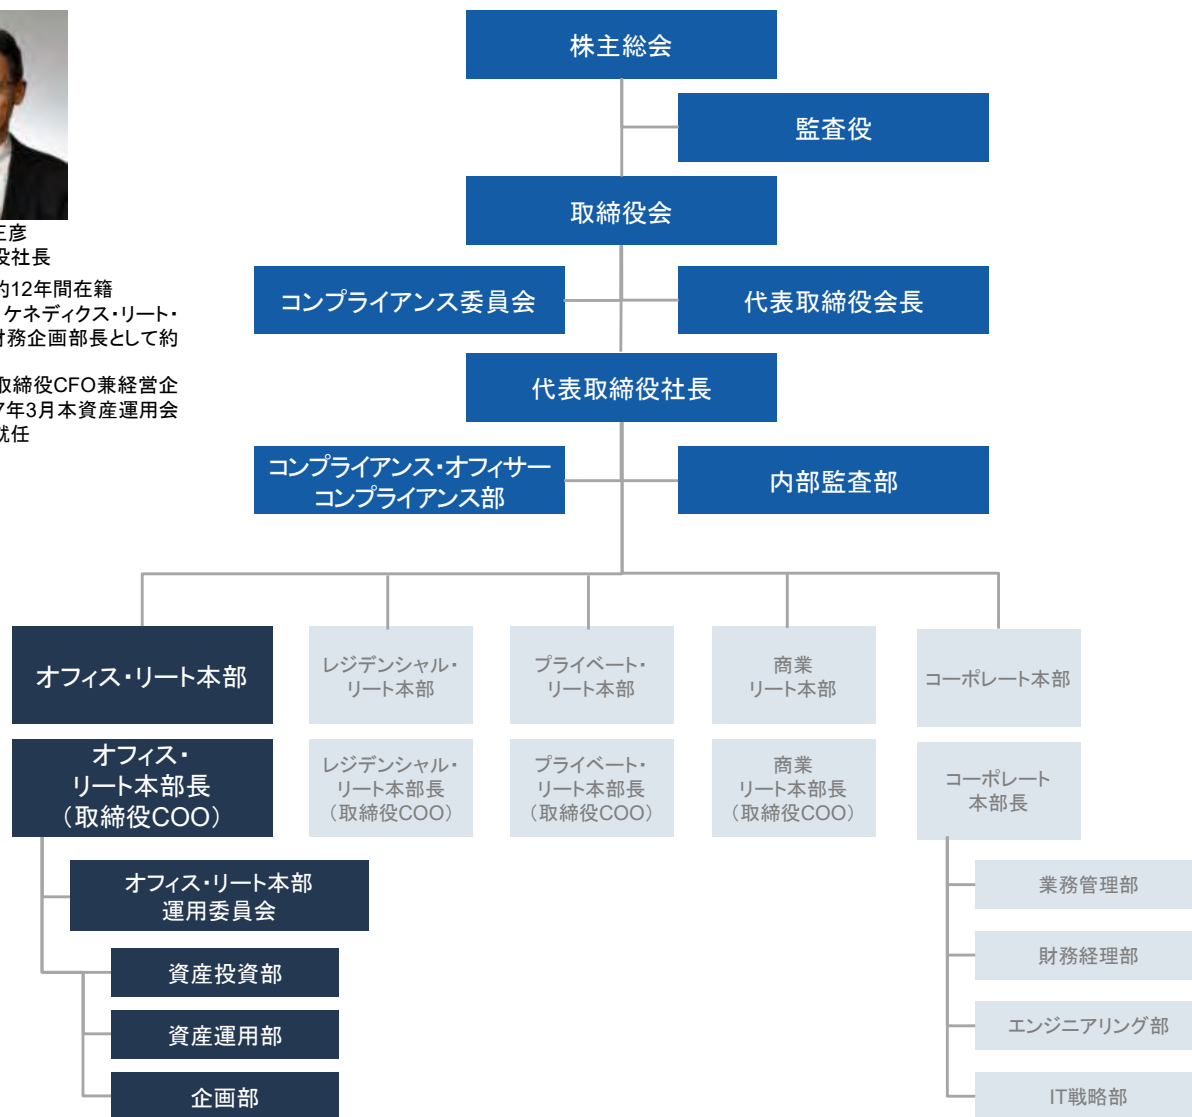 株主総会
監査役
取締役会
コンプライアンス委員会
代表取締役会長
代表取締役社長
コンプライアンス・オフィサー
コンプライアンス部
内部監査部
正彦
役社長
約12年間在籍
ケネディクス・リート・
財務企画部長として約
取締役CFO兼経営企
7年3月本資産運用会
就任
オフィス・リート本部
レジデンシャル・
リート本部
プライベート・
リート本部
商業
リート本部
コーポレート本部
オフィス・
リート本部長
（取締役COO）
レジデンシャル・
リート本部長
（取締役COO）
プライベート・
リート本部長
（取締役COO）
商業
リート本部長
（取締役COO）
コーポレート
本部長
オフィス・リート本部
運用委員会
資産投資部
資産運用部
企画部
業務管理部
財務経理部
エンジニアリング部
IT戦略部